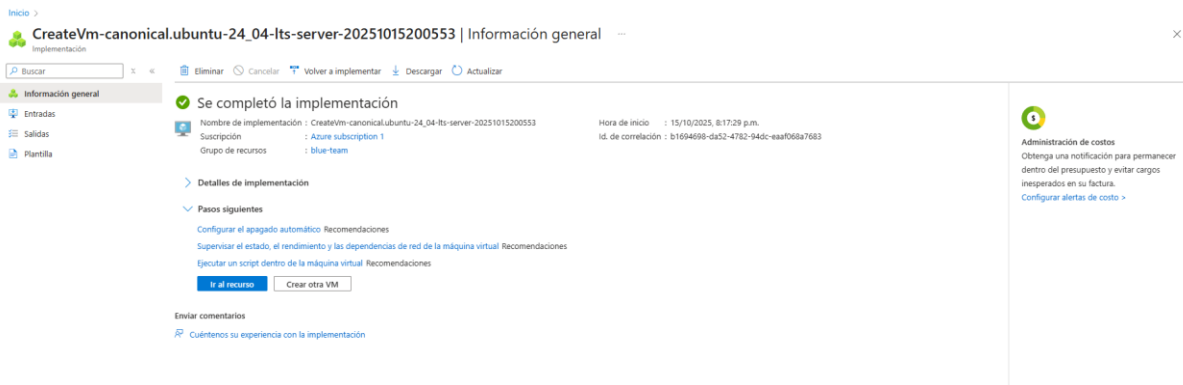 Inicio >
CreateVm-canonical.ubuntu-24_04-lts-server-20251015200553 | Información general ...
Implementación
Buscar
Eliminar Cancelar Volver a implementar Descargar Actualizar
Información general
Entradas
Salidas
Plantilla
Se completó la implementación
Nombre de implementación : CreateVm-canonical.ubuntu-24_04-lts-server-20251015200553
Suscripción : Azure subscription 1
Grupo de recursos : blue-team
Hora de inicio : 15/10/2025, 8:17:29 p.m.
Id. de correlación : b1694698-da52-4782-94dc-eaaf068a7683
Detalles de implementación
Pasos siguientes
Configurar el apagado automático Recomendaciones
Supervisar el estado, el rendimiento y las dependencias de red de la máquina virtual Recomendaciones
Ejecutar un script dentro de la máquina virtual Recomendaciones
Ir al recurso
Crear otra VM
Enviar comentarios
Cuéntenos su experiencia con la implementación
Administración de costos
Obtenga una notificación para permanecer
dentro del presupuesto y evitar cargos
inesperados en su factura.
Configurar alertas de costo >